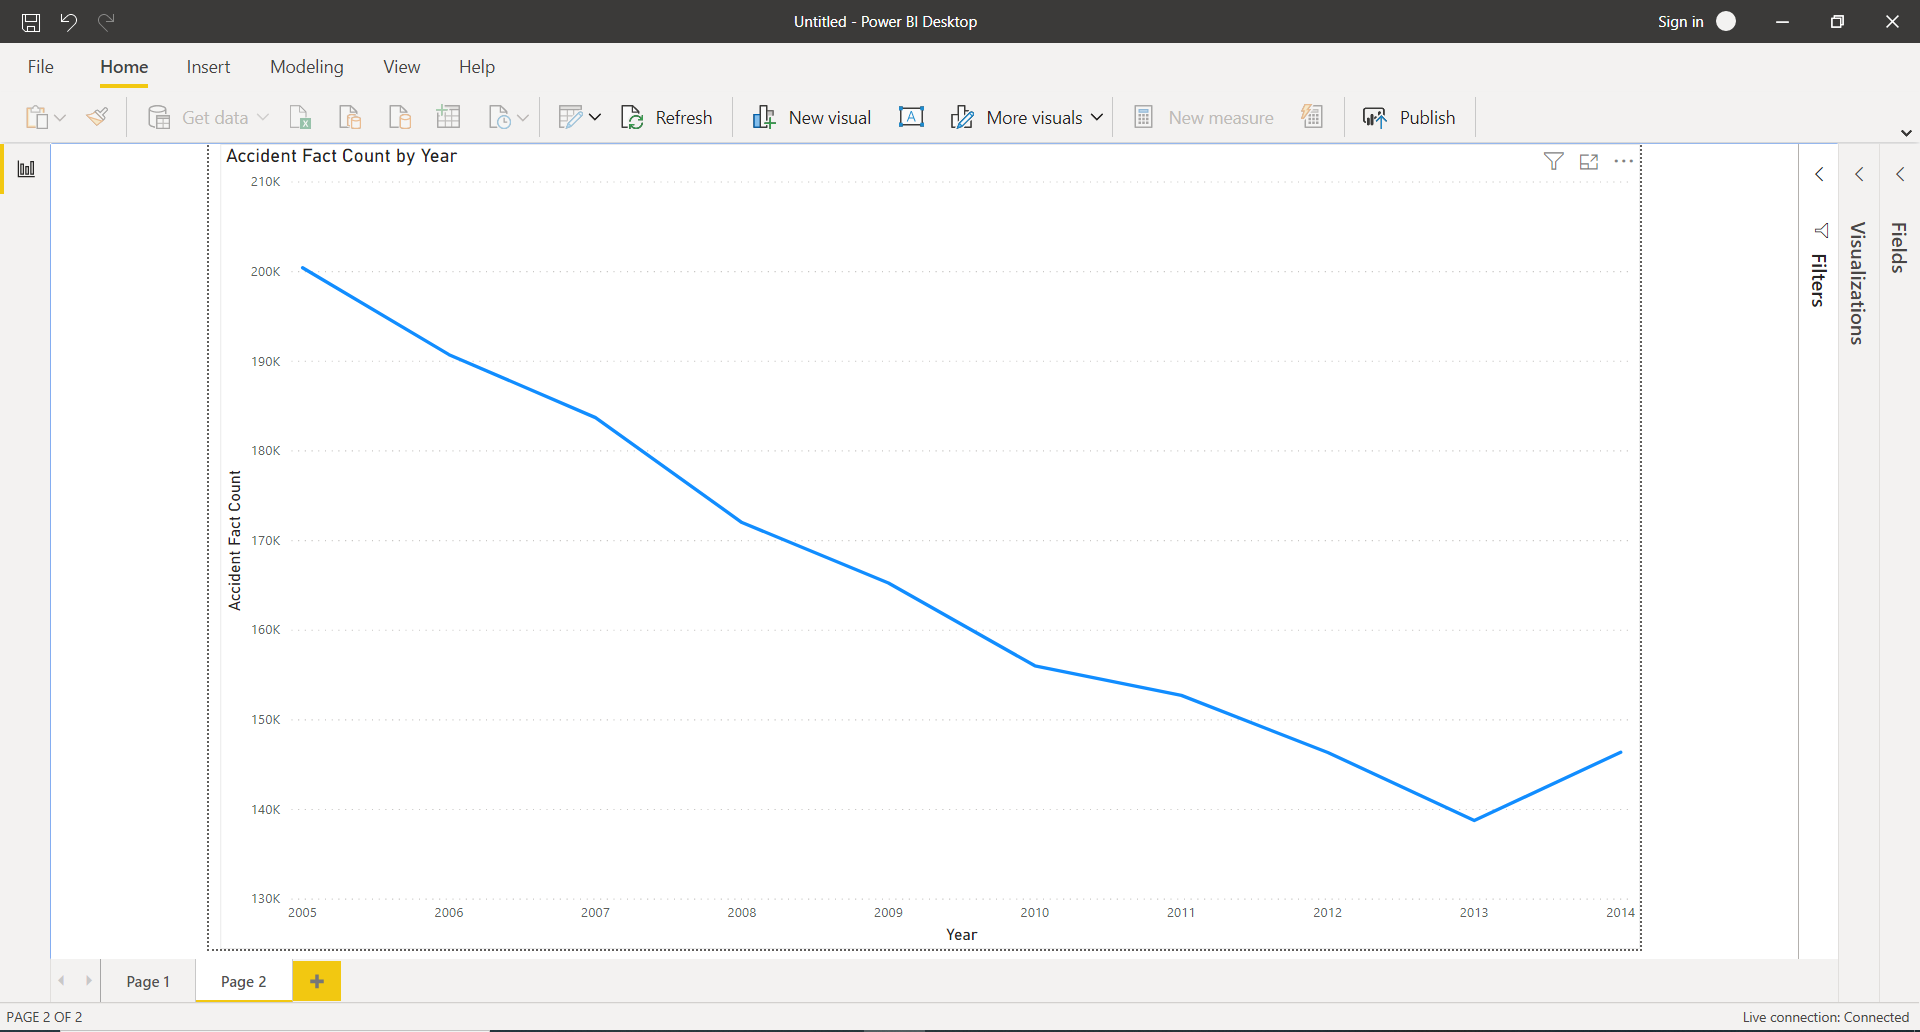 Untitled - Power BI Desktop
Sign in
File Home Insert Modeling View Help
Get data
Refresh
New visual
A
More visuals
New measure
Publish
Accident Fact Count by Year
210K
200K
190K
180K
170K
160K
150K
140K
130K
Accident Fact Count
2005 2006 2007 2008 2009 2010 2011 2012 2013 2014
Year
Filters
Visualizations
Fields
Page 1 Page 2
PAGE 2 OF 2
Live connection: Connected